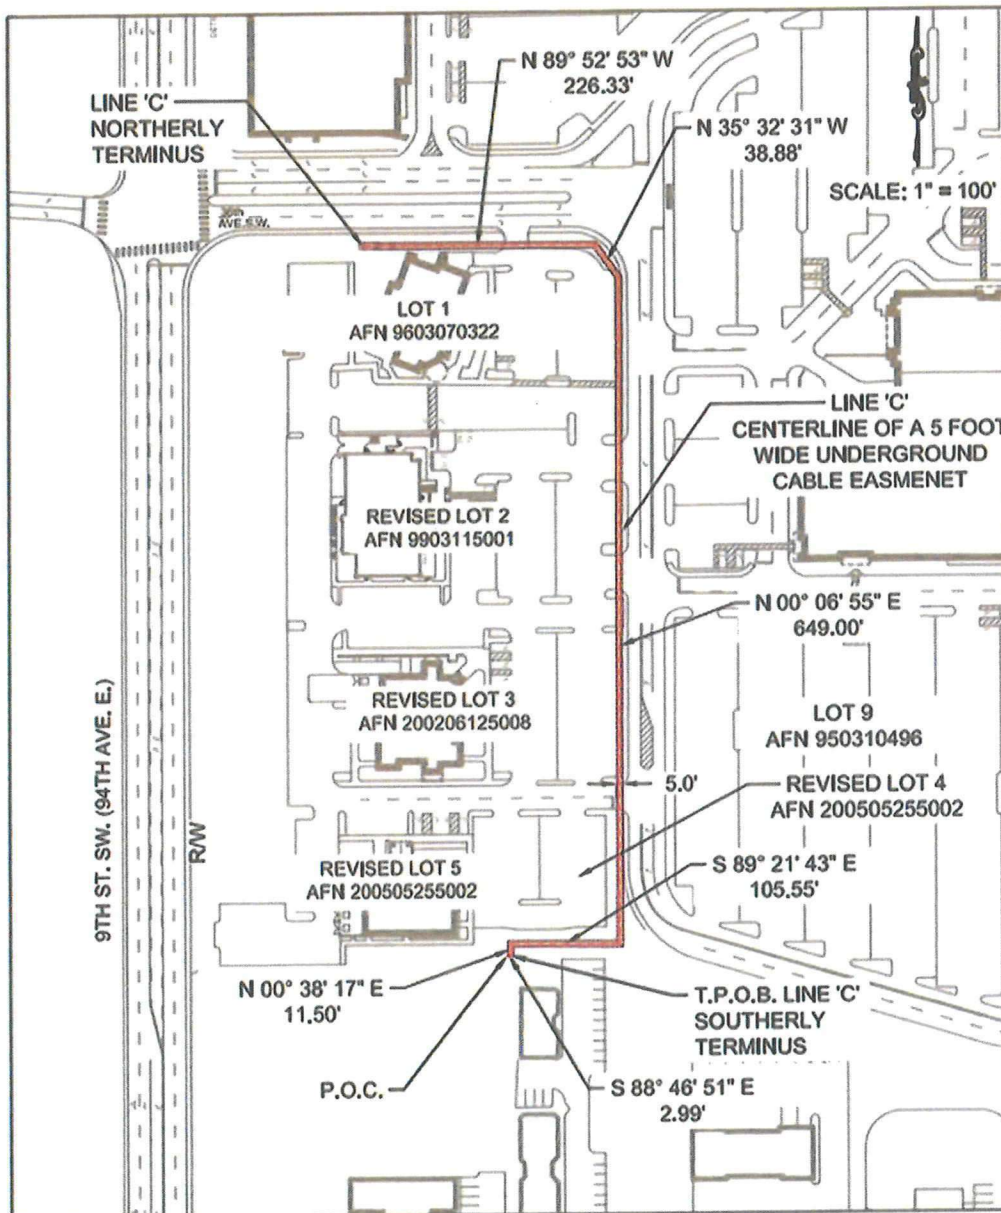 N 89° 52' 53" W
226.33'
LINE 'C'
NORTHERLY
TERMINUS
N 35° 32' 31" W
38.88'
SCALE: 1" = 100'
AVE. S.W.
LOT 1
AFN 9603070322
LINE 'C'
CENTERLINE OF A 5 FOOT
WIDE UNDERGROUND
CABLE EASMENET
REVISED LOT 2
AFN 9903115001
N 00° 06' 55" E
649.00'
REVISED LOT 3
AFN 200206125008
LOT 9
AFN 950310496
5.0'
REVISED LOT 4
AFN 200505255002
9TH ST. SW. (94TH AVE. E.)
R/W
REVISED LOT 5
AFN 200505255002
S 89° 21' 43" E
105.55'
N 00° 38' 17" E
11.50'
T.P.O.B. LINE 'C'
SOUTHERLY
TERMINUS
P.O.C.
S 88° 46' 51" E
2.99'